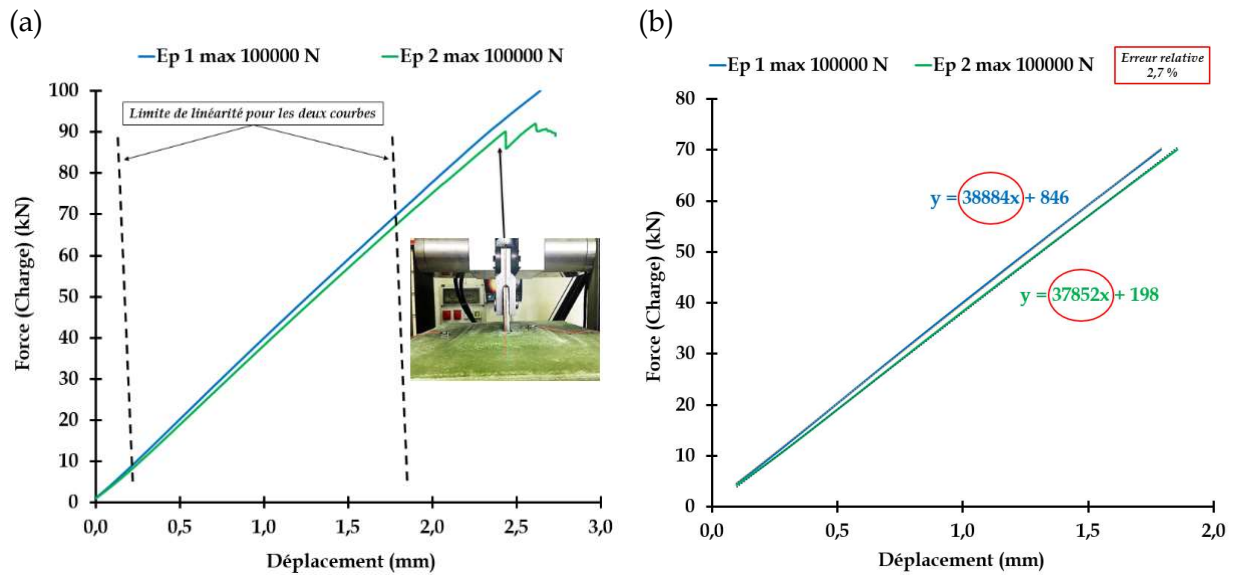 (a)
Ep 1 max 100000 N
Ep 2 max 100000 N
Limite de linéarité pour les deux courbes
Force (Charge) (kN)
100
90
80
70
60
50
40
30
20
10
0
0,0
0,5
1,0
1,5
2,0
2,5
3,0
Déplacement (mm)
(b)
Ep 1 max 100000 N
Ep 2 max 100000 N
Erreur relative
2,7 %
Force (Charge) (kN)
80
70
60
50
40
30
20
10
0
y = 38884x + 846
y = 37852x + 198
0,0
0,5
1,0
1,5
2,0
Déplacement (mm)